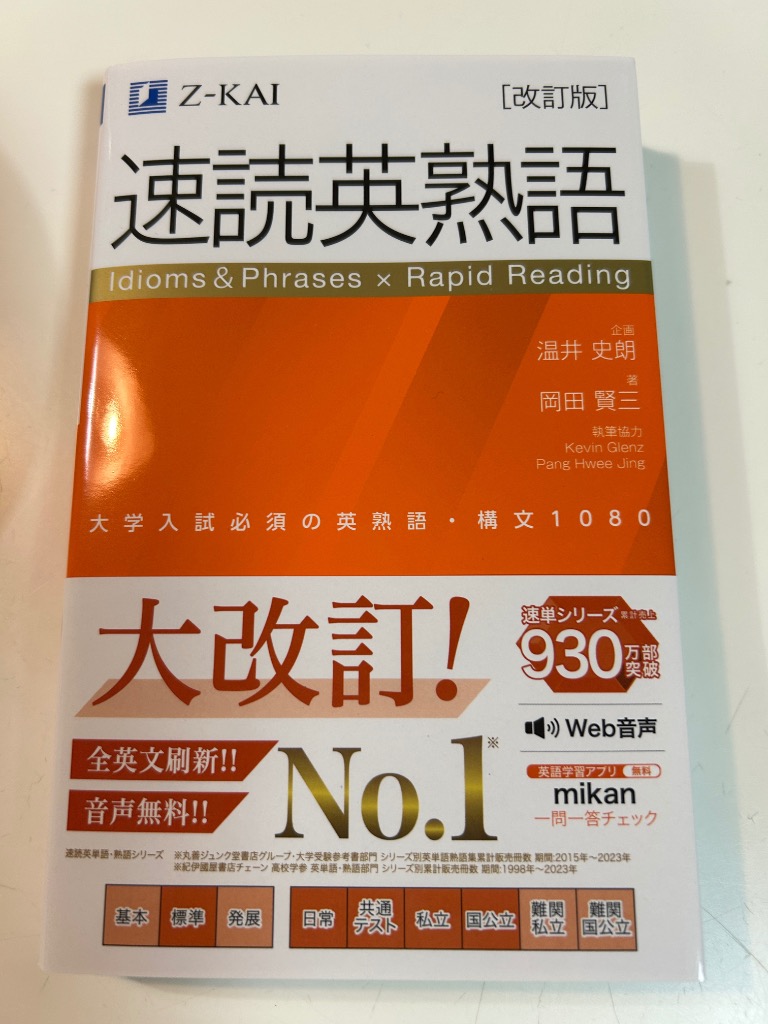 Z-KAI
[改訂版]
速読英熟語
Idioms & Phrases × Rapid Reading
企画
温井 史朗
著
岡田 賢三
執筆協力
Kevin Glenz
Pang Hwee Jing
大学入試必須の英熟語・構文1080
大改訂!
速単シリーズ 累計売上
930万部突破
全英文刷新!!
音声無料!!
No.1※
Web音声
英語学習アプリ 無料
mikan
一問一答チェック
速読英単語・熟語シリーズ ※丸善ジュンク堂書店グループ・大学受験参考書部門 シリーズ別英単語熟語集累計販売冊数 期間:2015年~2023年
※紀伊國屋書店チェーン 高校学参 英単語・熟語部門 シリーズ別累計販売冊数 期間:1998年~2023年
基本 標準 発展 日常 共通テスト 私立 国公立 難関私立 難関国公立